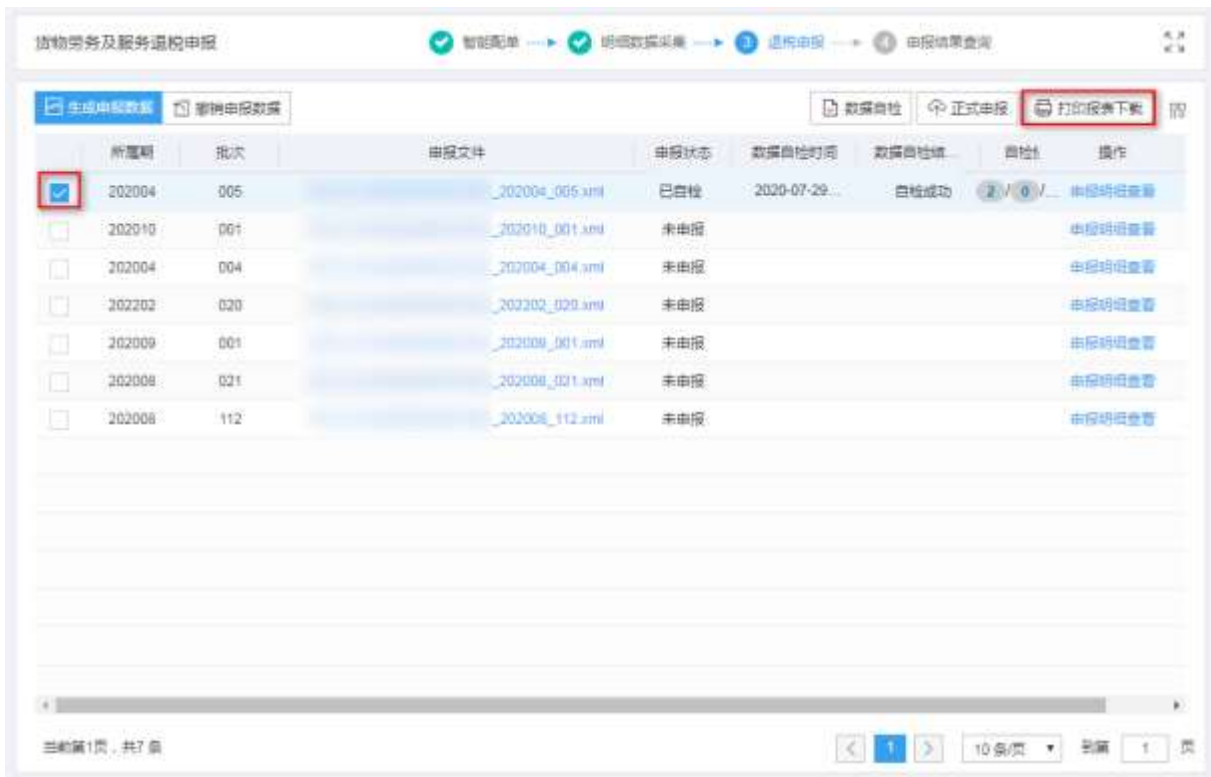 货物劳务及服务退税申报 智能配单 明细数据采集 3 退税申报 4 申报结果查询
生成申报数据 撤销申报数据 数据自检 正式申报 打印报表下载
所属期 批次 申报文件 申报状态 数据自检时间 数据自检结... 自检 操作
202004 005 _202004_005.xml 已自检 2020-07-29... 自检成功 2 / 0 /... 申报明细查看
202010 001 _202010_001.xml 未申报 申报明细查看
202004 004 _202004_004.xml 未申报 申报明细查看
202202 020 _202202_020.xml 未申报 申报明细查看
202009 001 _202009_001.xml 未申报 申报明细查看
202008 021 _202008_021.xml 未申报 申报明细查看
202008 112 _202008_112.xml 未申报 申报明细查看
当前第1页，共7 条 < 1 > 10 条/页 到第 1 页